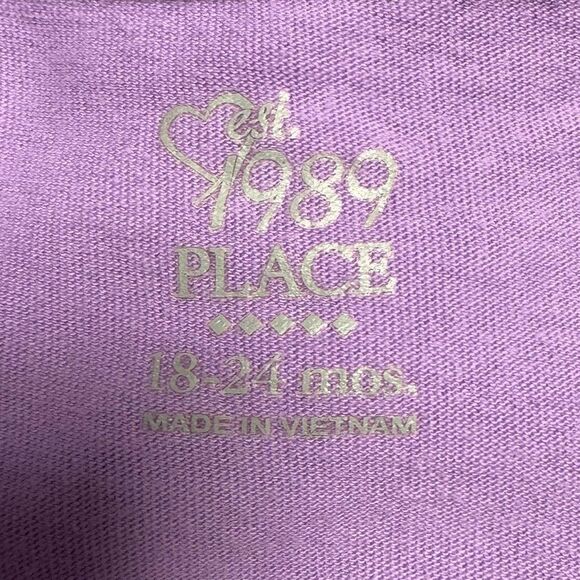 est.
1989
PLACE
18-24 mos.
MADE IN VIETNAM